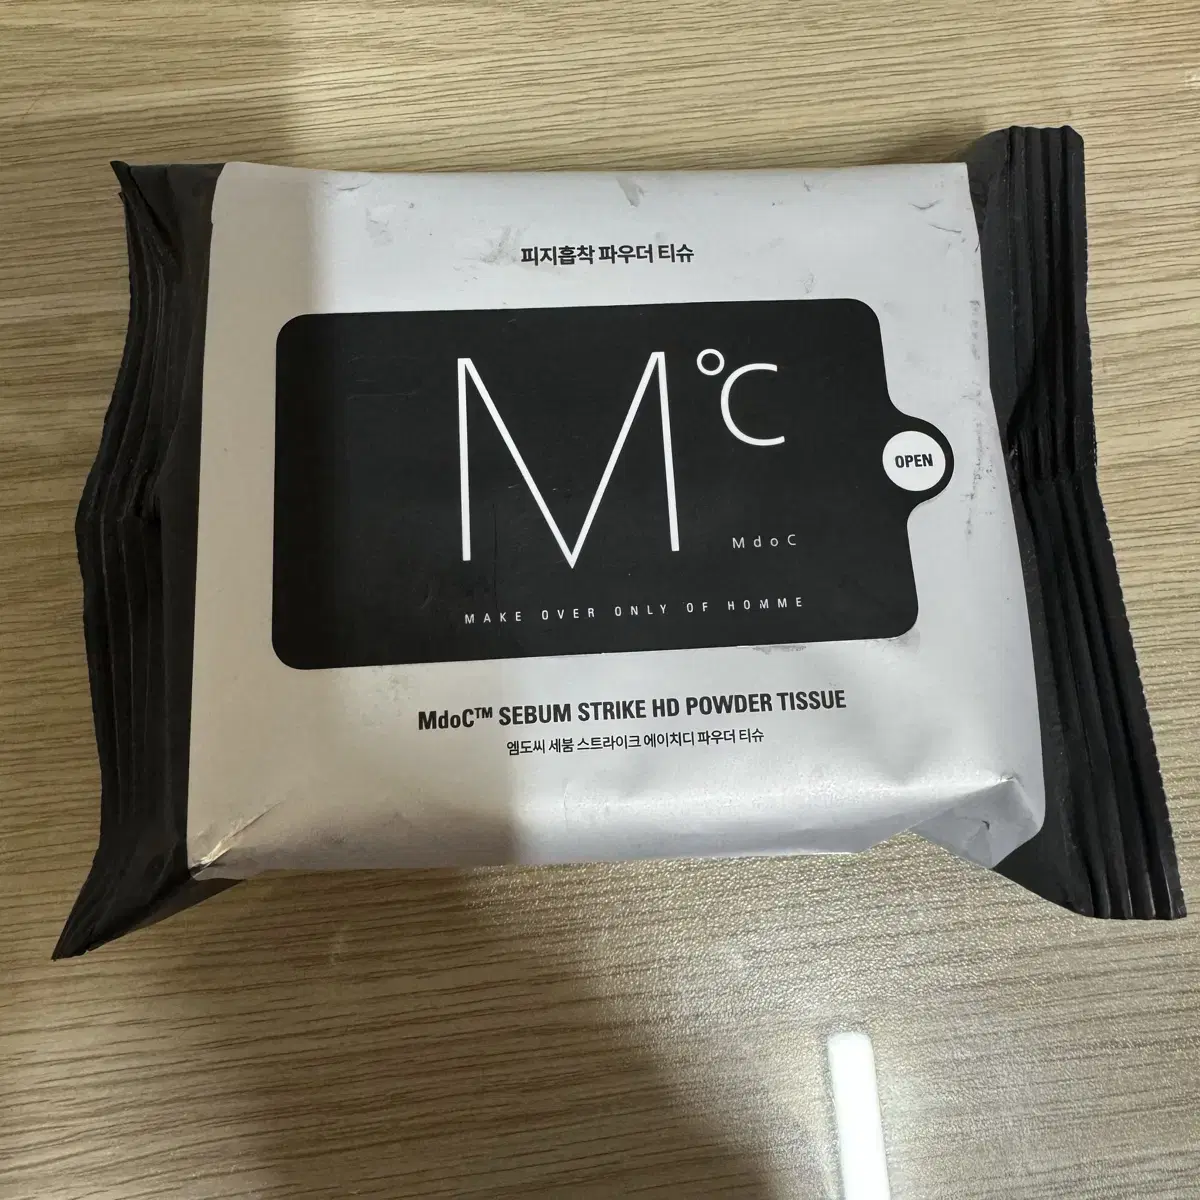 피지흡착 파우더 티슈
M°C
OPEN
MdoC
MAKE OVER ONLY OF HOMME
MdoC™ SEBUM STRIKE HD POWDER TISSUE
엠도씨 세붐 스트라이크 에이치디 파우더 티슈